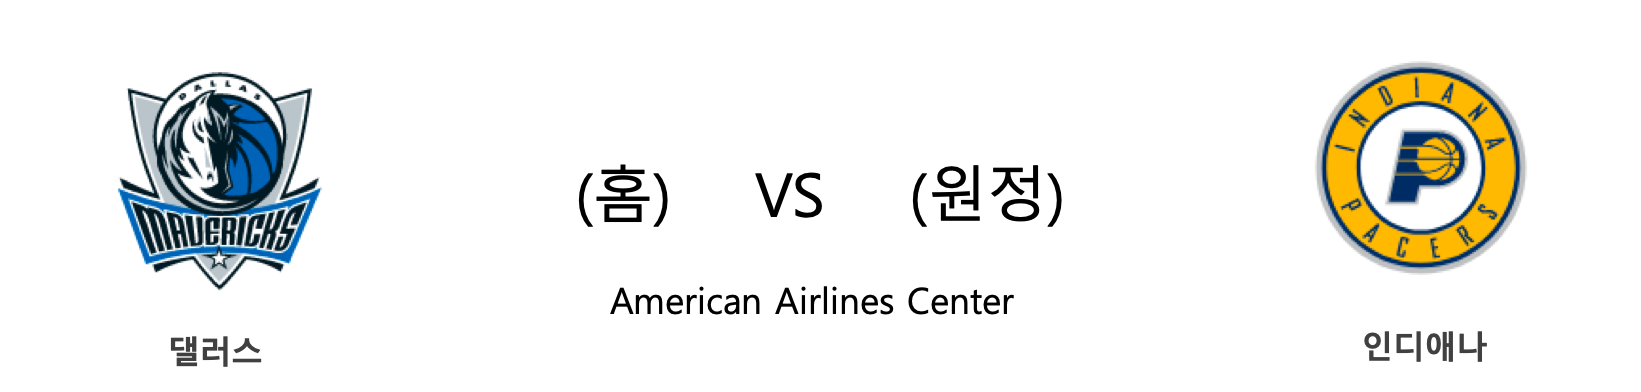 DALLAS
MAVERICKS
INDIANA
PACERS
(홈) VS (원정)
American Airlines Center
댈러스
인디애나